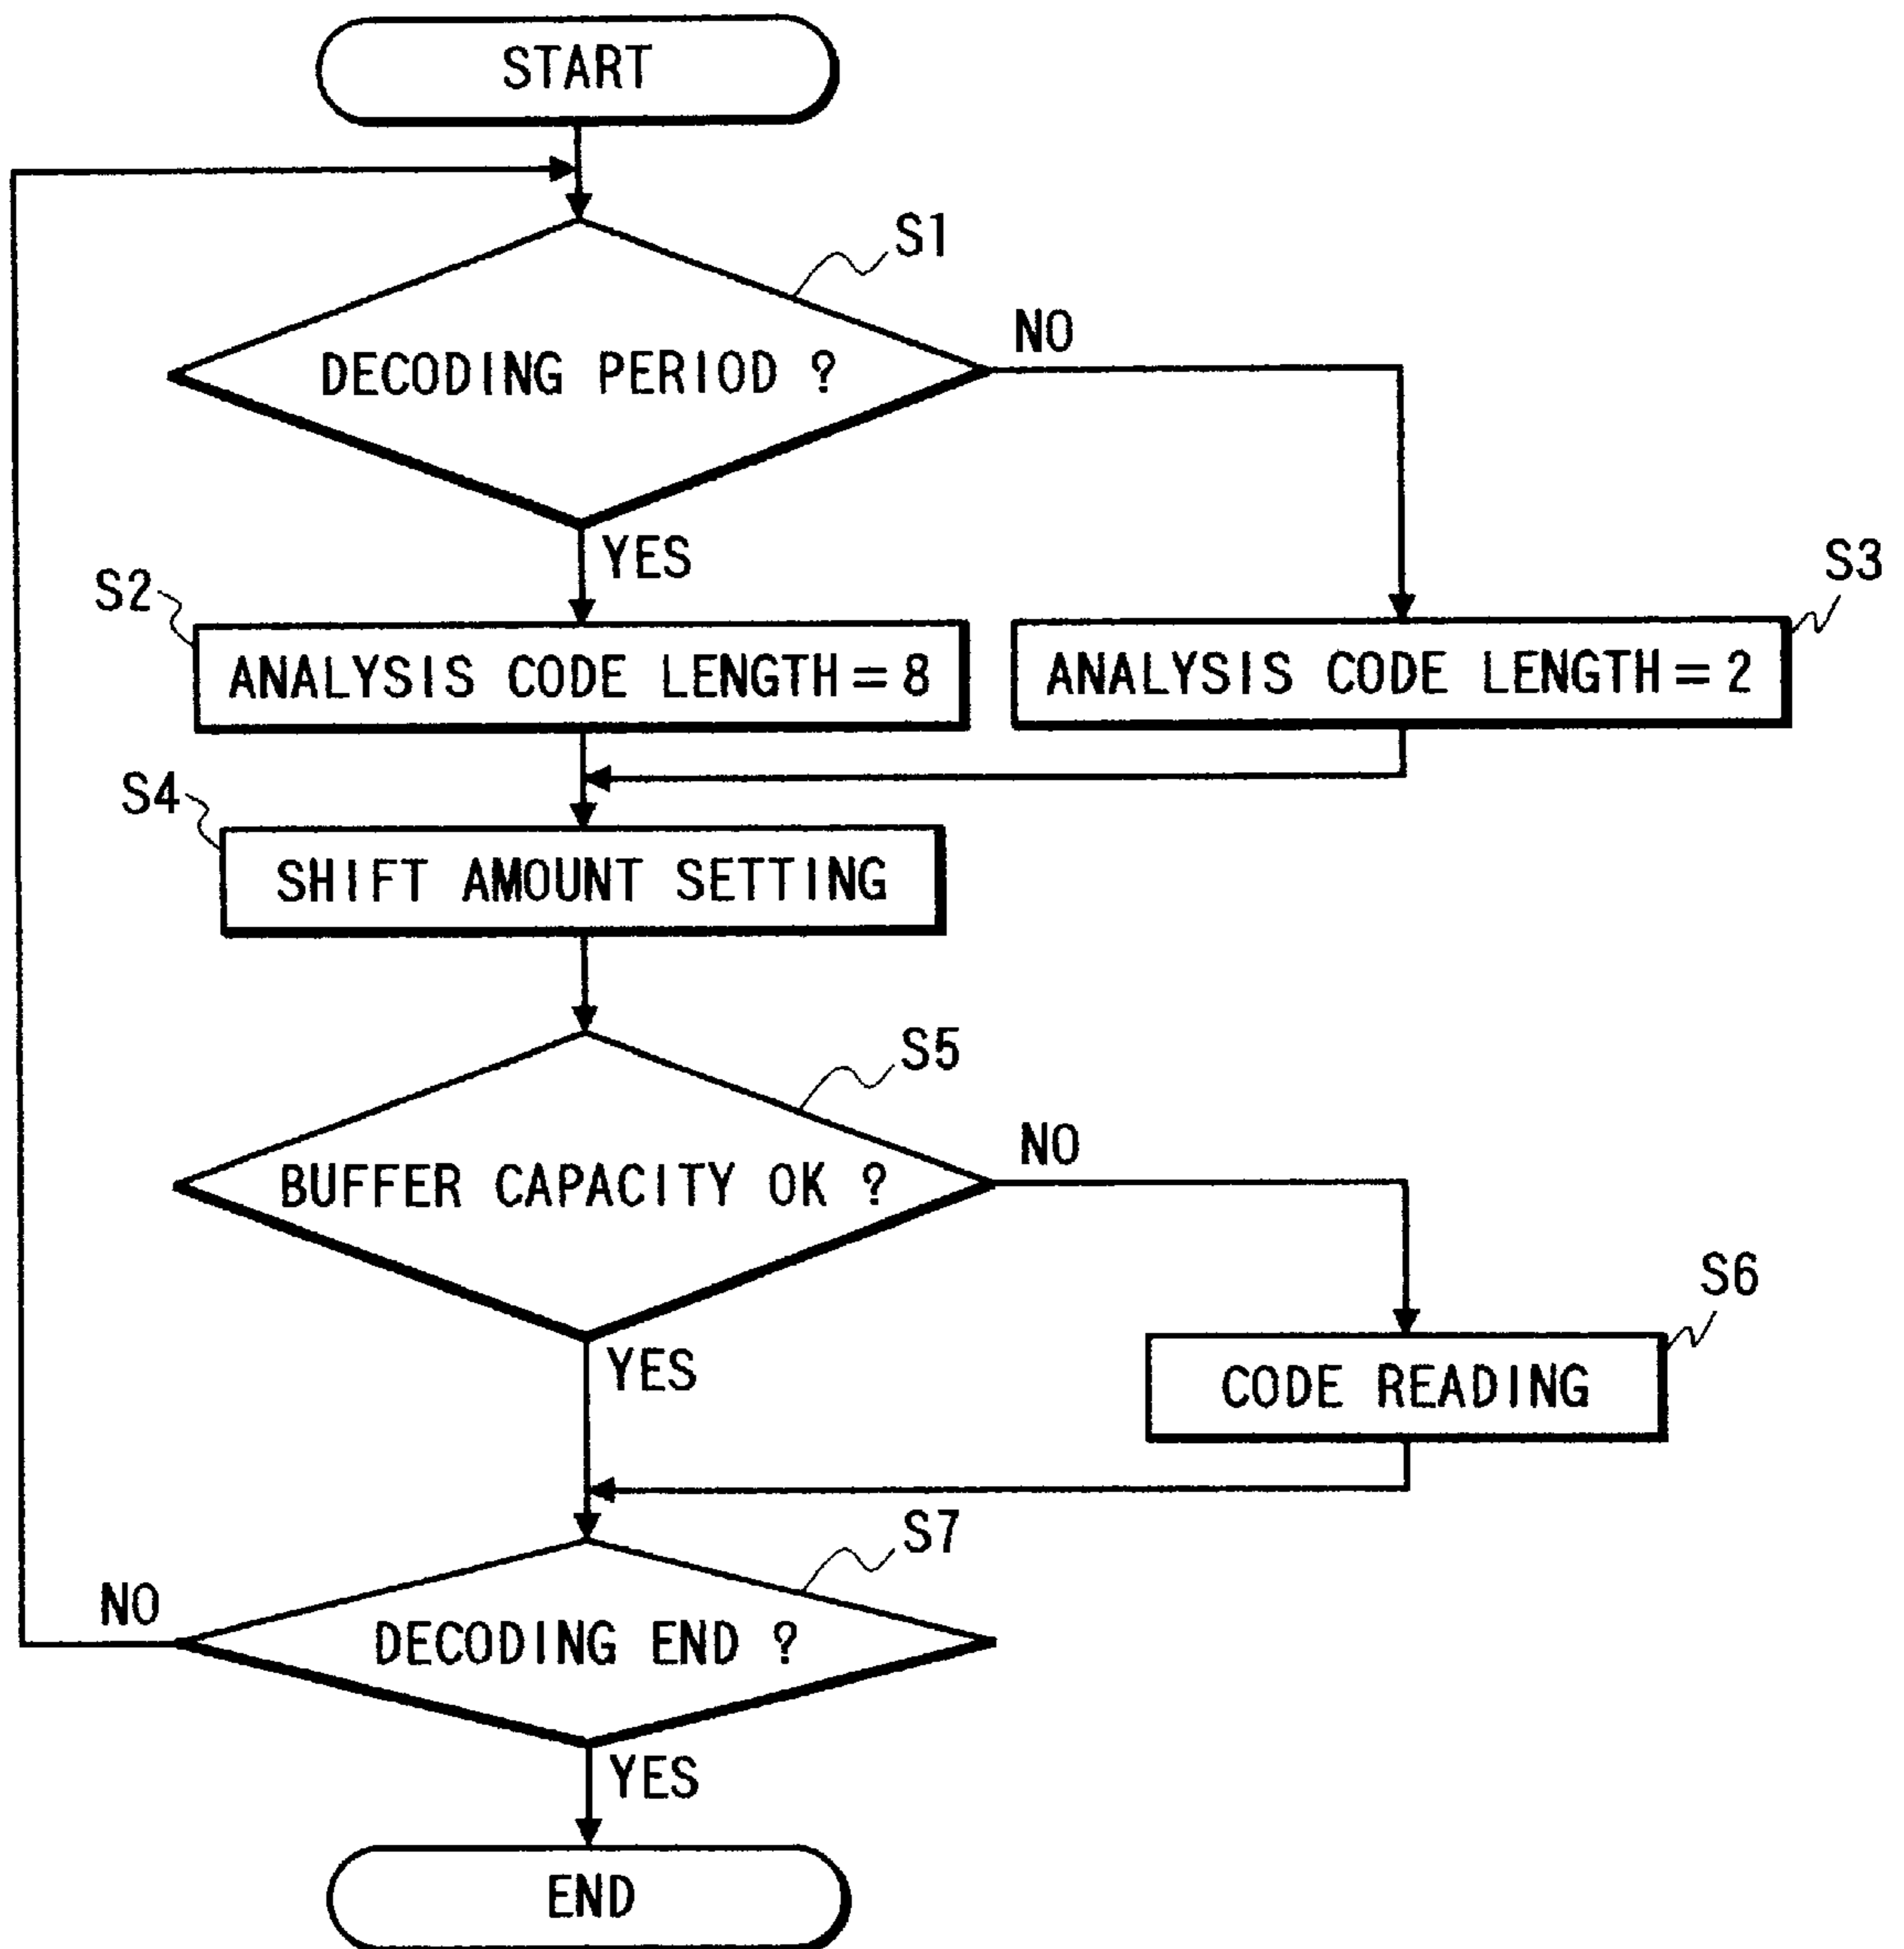 START
S1
DECODING PERIOD ?
NO
YES
S2
S3
ANALYSIS CODE LENGTH = 8
ANALYSIS CODE LENGTH = 2
S4
SHIFT AMOUNT SETTING
S5
BUFFER CAPACITY OK ?
NO
YES
S6
CODE READING
S7
NO
DECODING END ?
YES
END